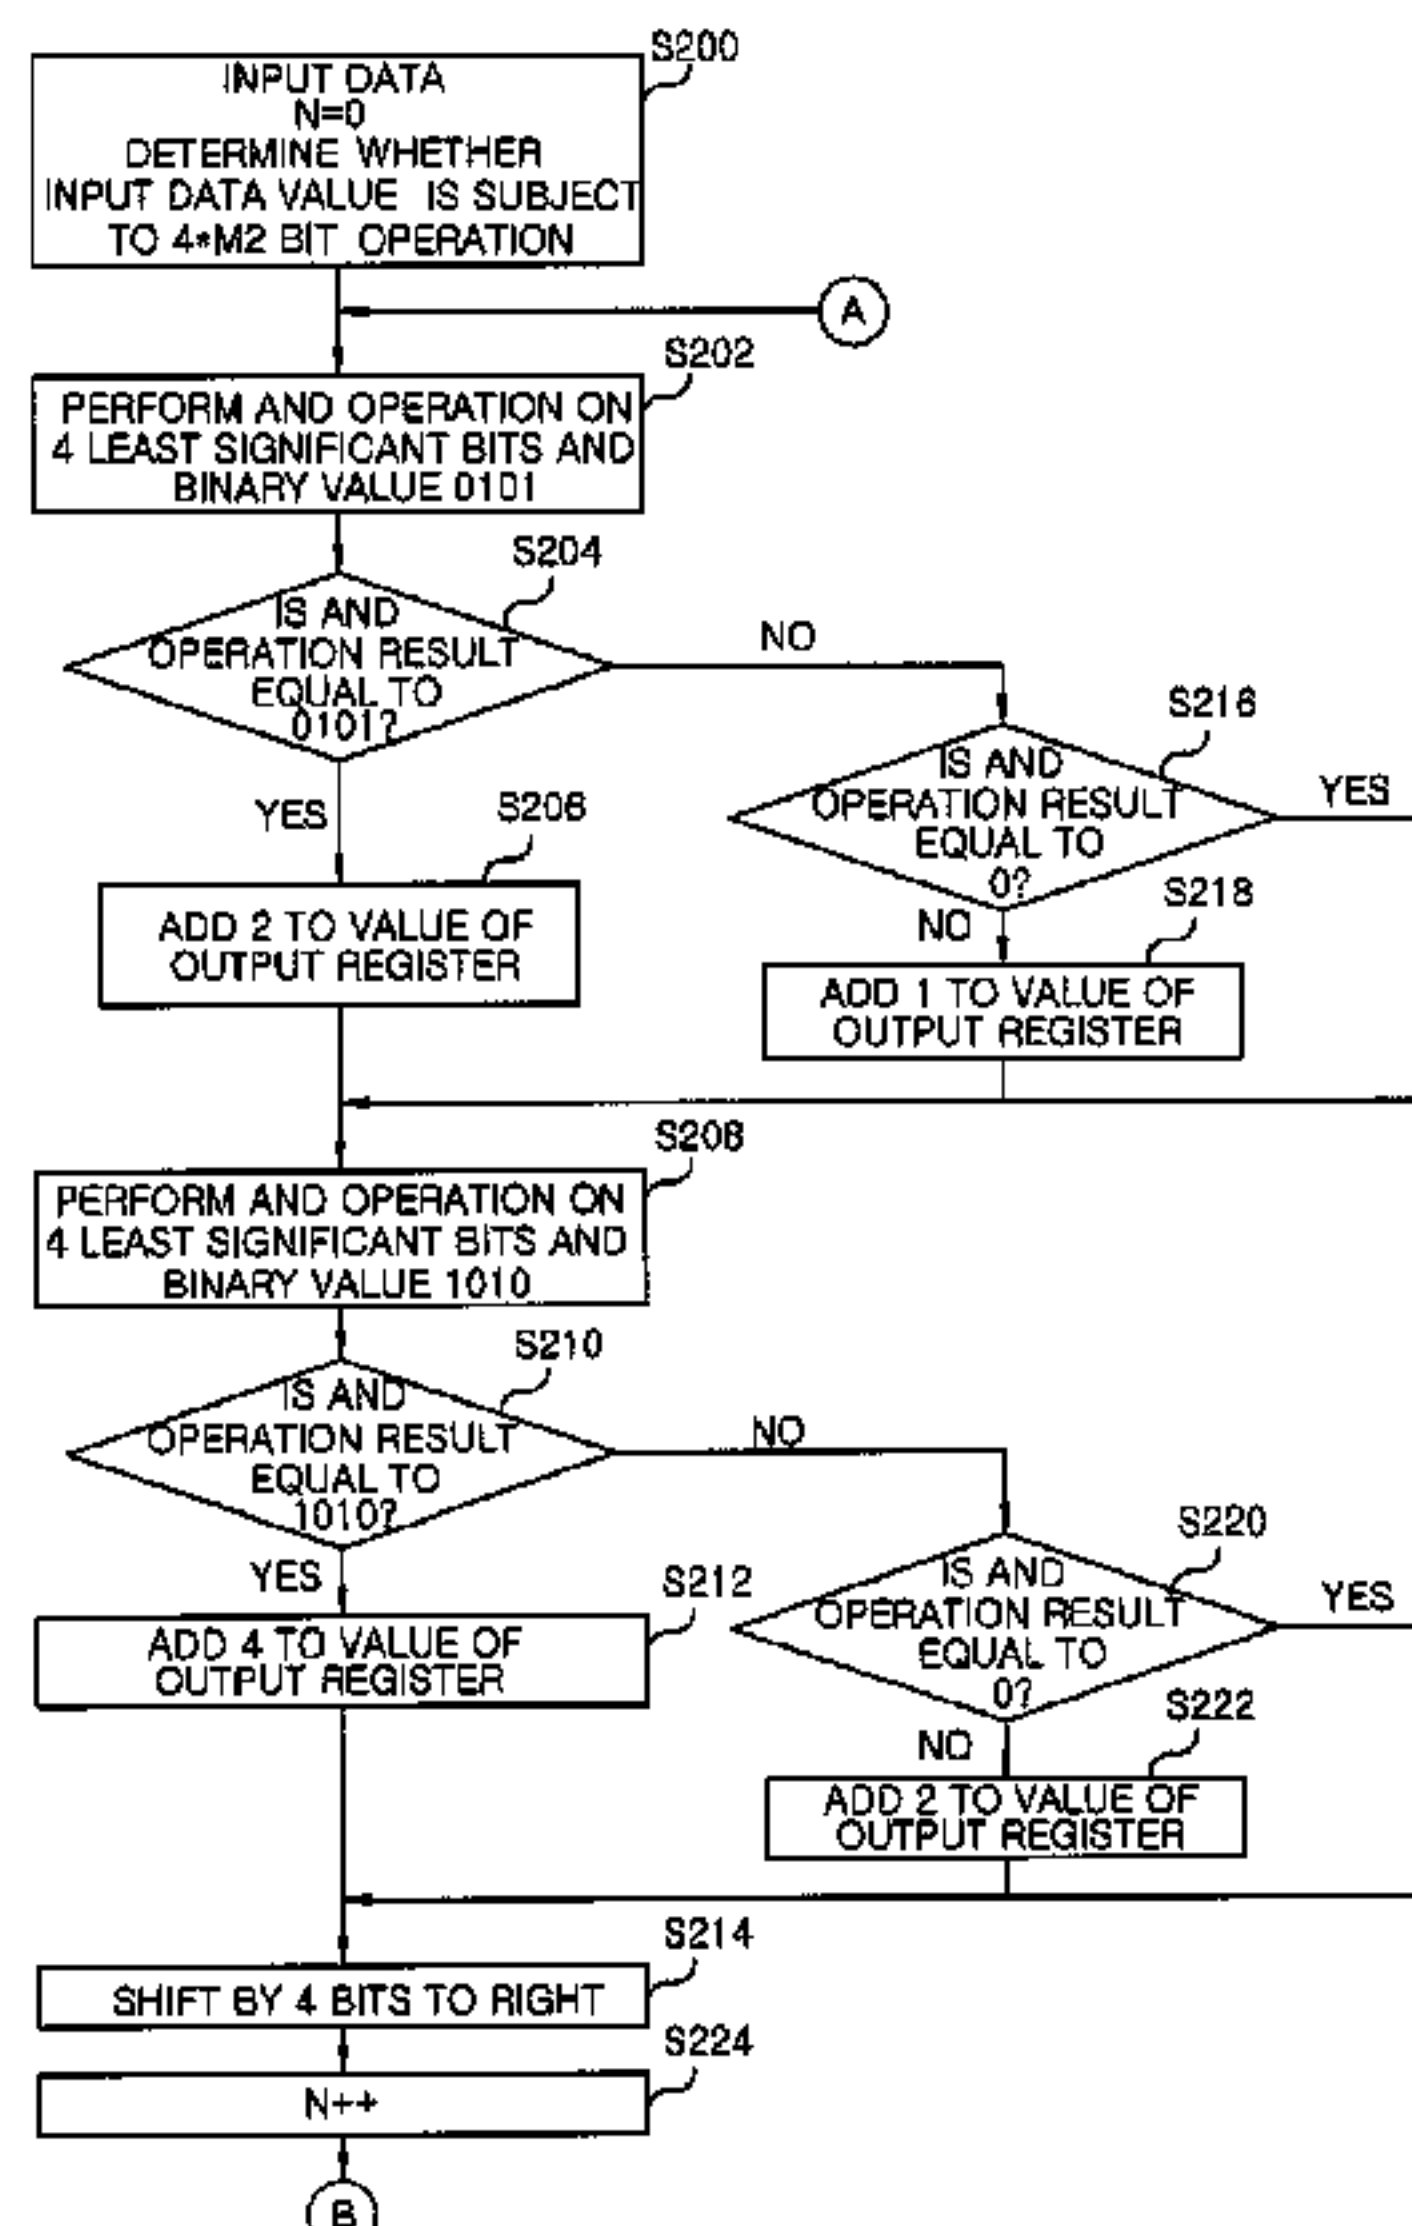 S200
INPUT DATA
N=0
DETERMINE WHETHER
INPUT DATA VALUE IS SUBJECT
TO 4*M2 BIT OPERATION
A
S202
PERFORM AND OPERATION ON
4 LEAST SIGNIFICANT BITS AND
BINARY VALUE 0101
S204
IS AND
OPERATION RESULT
EQUAL TO
0101?
NO
YES
S216
IS AND
OPERATION RESULT
EQUAL TO
0?
YES
NO
S206
ADD 2 TO VALUE OF
OUTPUT REGISTER
S218
ADD 1 TO VALUE OF
OUTPUT REGISTER
S208
PERFORM AND OPERATION ON
4 LEAST SIGNIFICANT BITS AND
BINARY VALUE 1010
S210
IS AND
OPERATION RESULT
EQUAL TO
1010?
NO
YES
S220
IS AND
OPERATION RESULT
EQUAL TO
0?
YES
NO
S212
ADD 4 TO VALUE OF
OUTPUT REGISTER
S222
ADD 2 TO VALUE OF
OUTPUT REGISTER
S214
SHIFT BY 4 BITS TO RIGHT
S224
N++
B